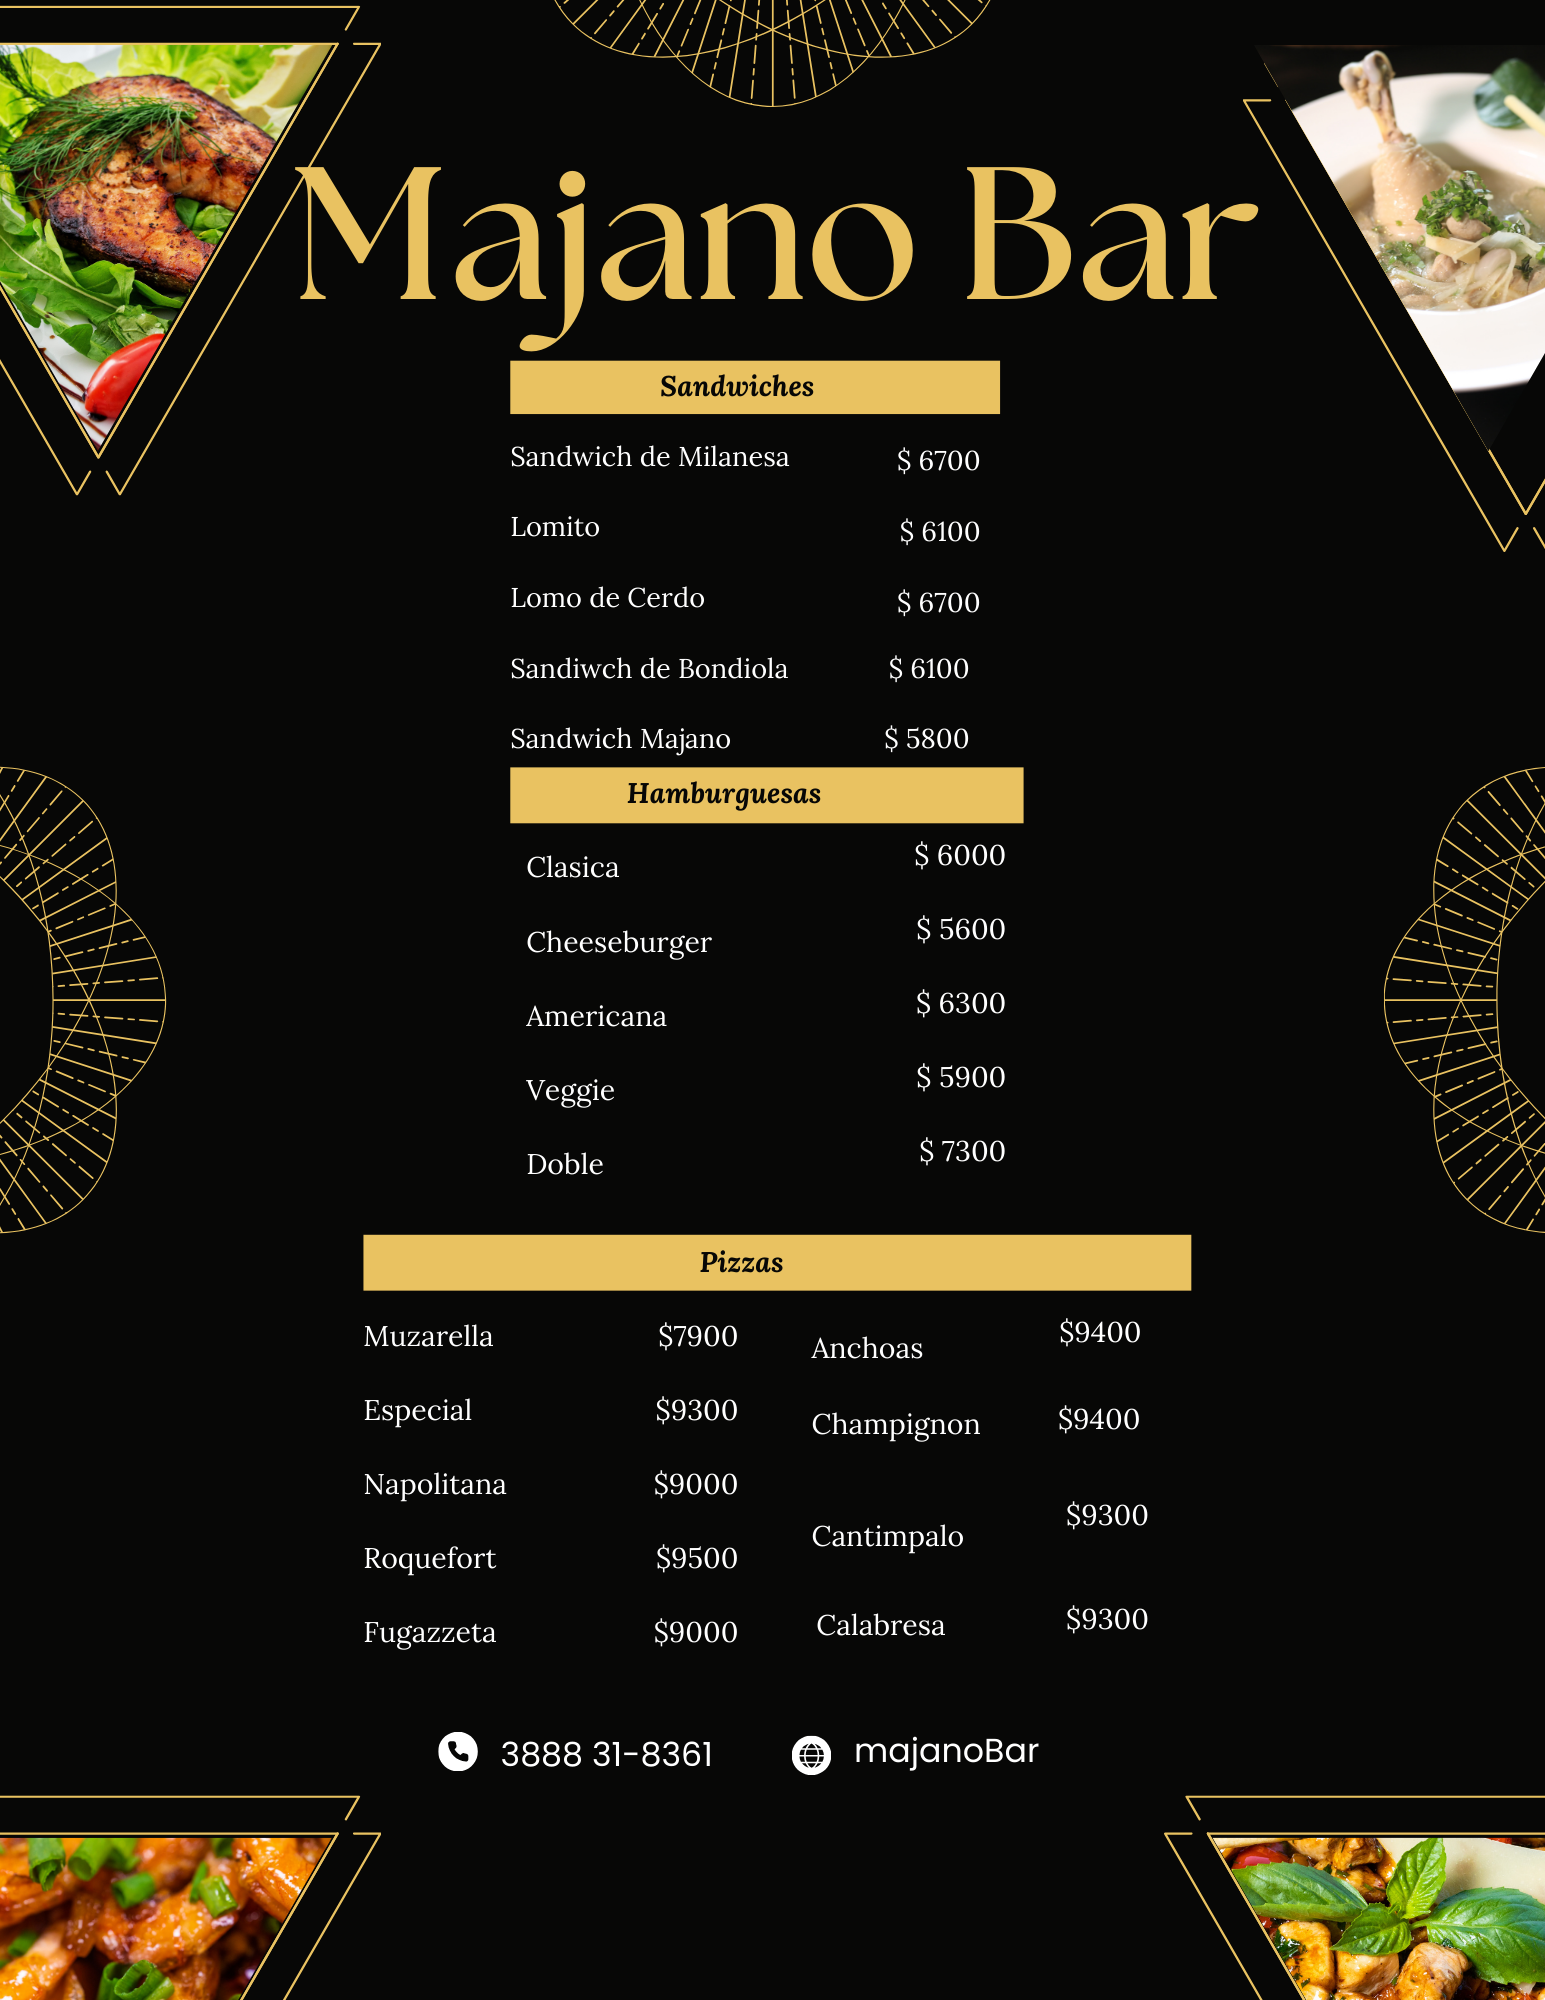 Majano Bar
Sandwiches
Sandwich de Milanesa $ 6700
Lomito $ 6100
Lomo de Cerdo $ 6700
Sandiwch de Bondiola $ 6100
Sandwich Majano $ 5800
Hamburguesas
Clasica $ 6000
Cheeseburger $ 5600
Americana $ 6300
Veggie $ 5900
Doble $ 7300
Pizzas
Muzarella $7900
Especial $9300
Napolitana $9000
Roquefort $9500
Fugazzeta $9000
Anchoas $9400
Champignon $9400
Cantimpalo $9300
Calabresa $9300
3888 31-8361
majanoBar